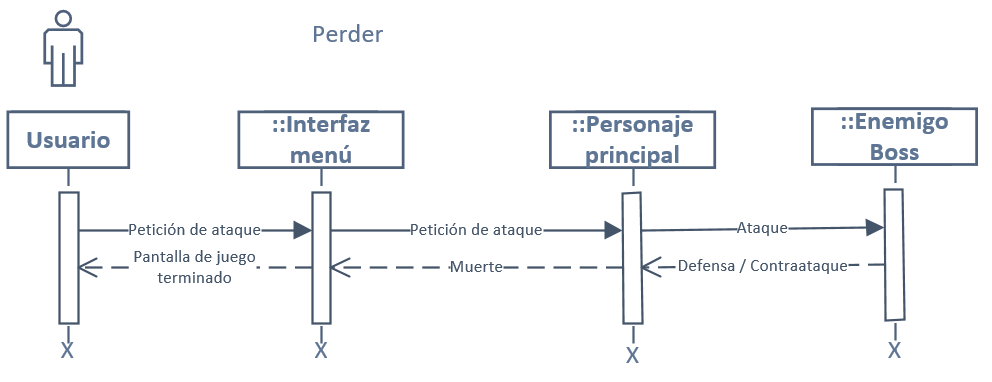 Perder
Usuario
::Interfaz
menú
::Personaje
principal
::Enemigo
Boss
Petición de ataque
Petición de ataque
Ataque
Pantalla de juego
terminado
Muerte
Defensa / Contraataque
X
X
X
X